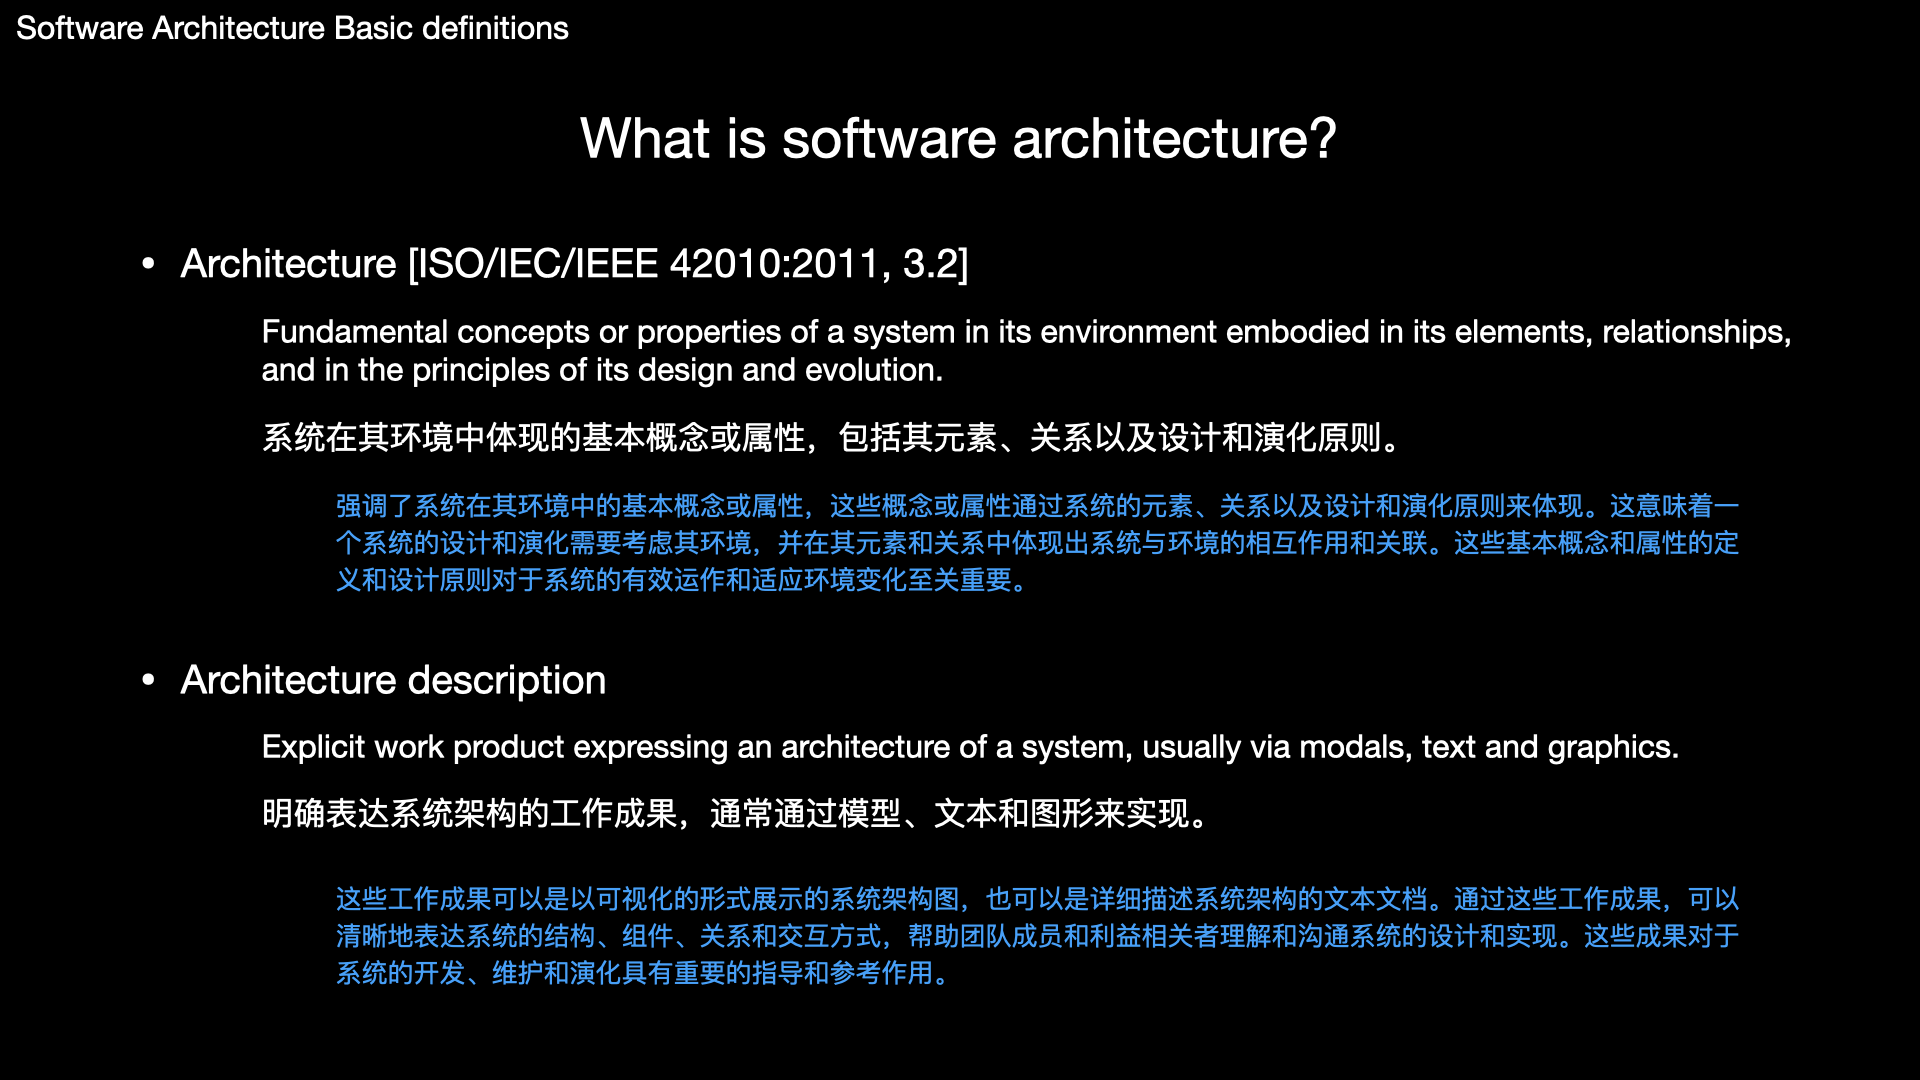 Software Architecture Basic definitions
What is software architecture?
• Architecture [ISO/IEC/IEEE 42010:2011, 3.2]
Fundamental concepts or properties of a system in its environment embodied in its elements, relationships,
and in the principles of its design and evolution.
系统在其环境中体现的基本概念或属性，包括其元素、关系以及设计和演化原则。
强调了系统在其环境中的基本概念或属性，这些概念或属性通过系统的元素、关系以及设计和演化原则来体现。这意味着一
个系统的设计和演化需要考虑其环境，并在其元素和关系中体现出系统与环境的相互作用和关联。这些基本概念和属性的定
义和设计原则对于系统的有效运作和适应环境变化至关重要。
• Architecture description
Explicit work product expressing an architecture of a system, usually via modals, text and graphics.
明确表达系统架构的工作成果，通常通过模型、文本和图形来实现。
这些工作成果可以是以可视化的形式展示的系统架构图，也可以是详细描述系统架构的文本文档。通过这些工作成果，可以
清晰地表达系统的结构、组件、关系和交互方式，帮助团队成员和利益相关者理解和沟通系统的设计和实现。这些成果对于
系统的开发、维护和演化具有重要的指导和参考作用。